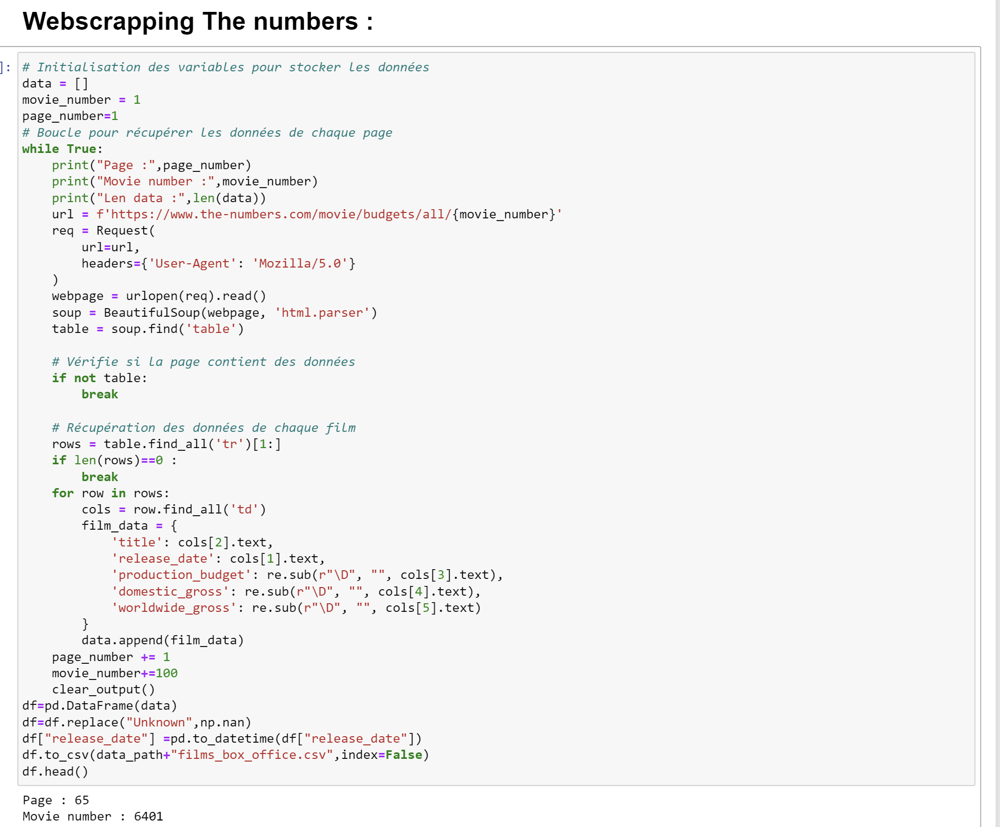 Webscrapping The numbers :
]:
# Initialisation des variables pour stocker les données
data = []
movie_number = 1
page_number=1
# Boucle pour récupérer les données de chaque page
while True:
    print("Page :",page_number)
    print("Movie number :",movie_number)
    print("Len data :",len(data))
    url = f'https://www.the-numbers.com/movie/budgets/all/{movie_number}'
    req = Request(
        url=url,
        headers={'User-Agent': 'Mozilla/5.0'}
    )
    webpage = urlopen(req).read()
    soup = BeautifulSoup(webpage, 'html.parser')
    table = soup.find('table')
    # Vérifie si la page contient des données
    if not table:
        break
    # Récupération des données de chaque film
    rows = table.find_all('tr')[1:]
    if len(rows)==0 :
        break
    for row in rows:
        cols = row.find_all('td')
        film_data = {
            'title': cols[2].text,
            'release_date': cols[1].text,
            'production_budget': re.sub(r"\D", "", cols[3].text),
            'domestic_gross': re.sub(r"\D", "", cols[4].text),
            'worldwide_gross': re.sub(r"\D", "", cols[5].text)
        }
        data.append(film_data)
    page_number += 1
    movie_number+=100
    clear_output()
df=pd.DataFrame(data)
df=df.replace("Unknown",np.nan)
df["release_date"] =pd.to_datetime(df["release_date"])
df.to_csv(data_path+"films_box_office.csv",index=False)
df.head()
Page : 65
Movie number : 6401